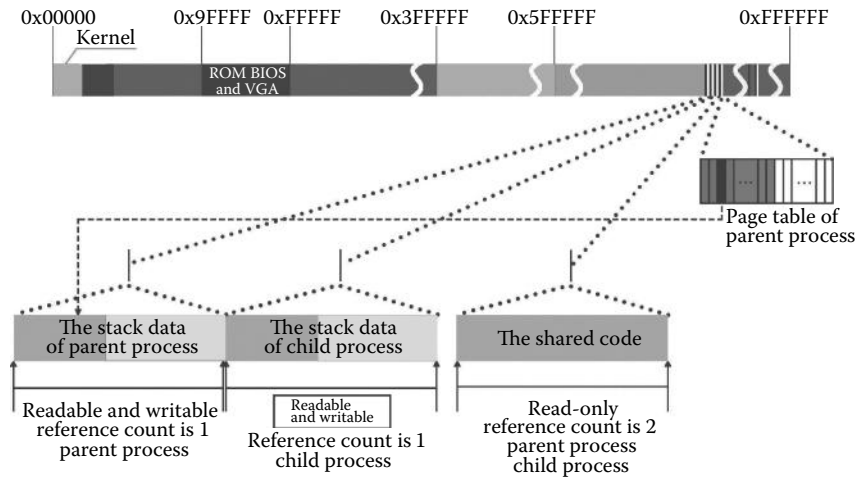 0x00000 0x9FFFF 0xFFFFF 0x3FFFFF 0x5FFFFF 0xFFFFFF
Kernel
ROM BIOS
and VGA
...
...
Page table of
parent process
The stack data
of parent process
The stack data
of child process
The shared code
Readable and writable
reference count is 1
parent process
Readable
and writable
Reference count is 1
child process
Read-only
reference count is 2
parent process
child process